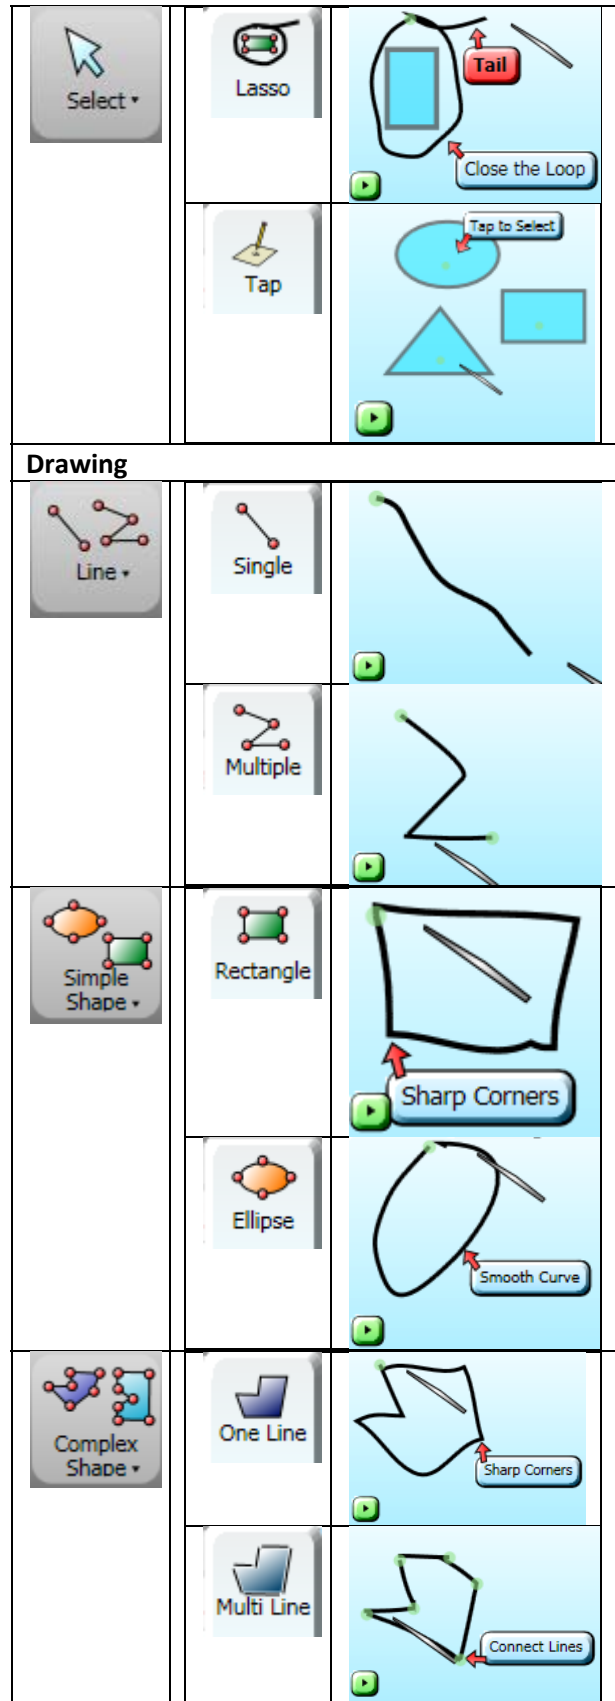 Select
Lasso
Tail
Close the Loop
Tap
Tap to Select
Drawing
Line
Single
Multiple
Simple
Shape
Rectangle
Sharp Corners
Ellipse
Smooth Curve
Complex
Shape
One Line
Sharp Corners
Multi Line
Connect Lines